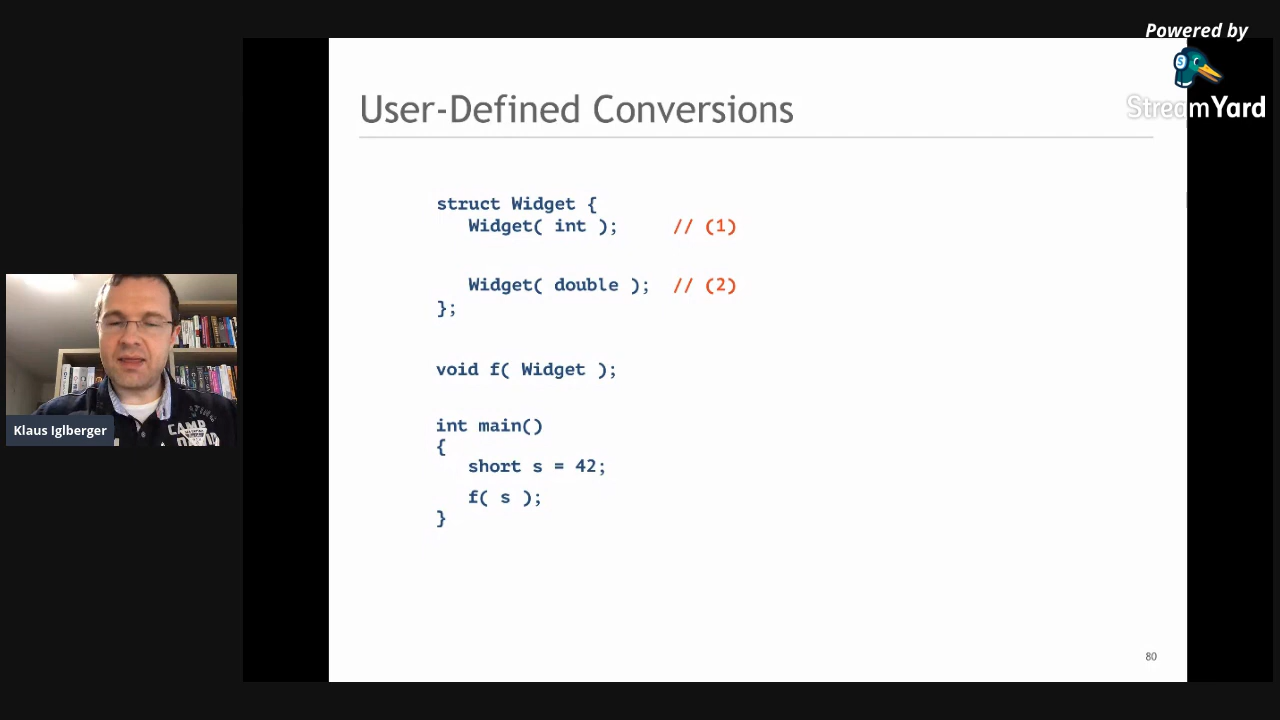 Powered by
StreamYard
User-Defined Conversions
struct Widget {
Widget( int ); // (1)
Widget( double ); // (2)
};
void f( Widget );
int main()
{
short s = 42;
f( s );
}
CAMP
Klaus Iglberger
80